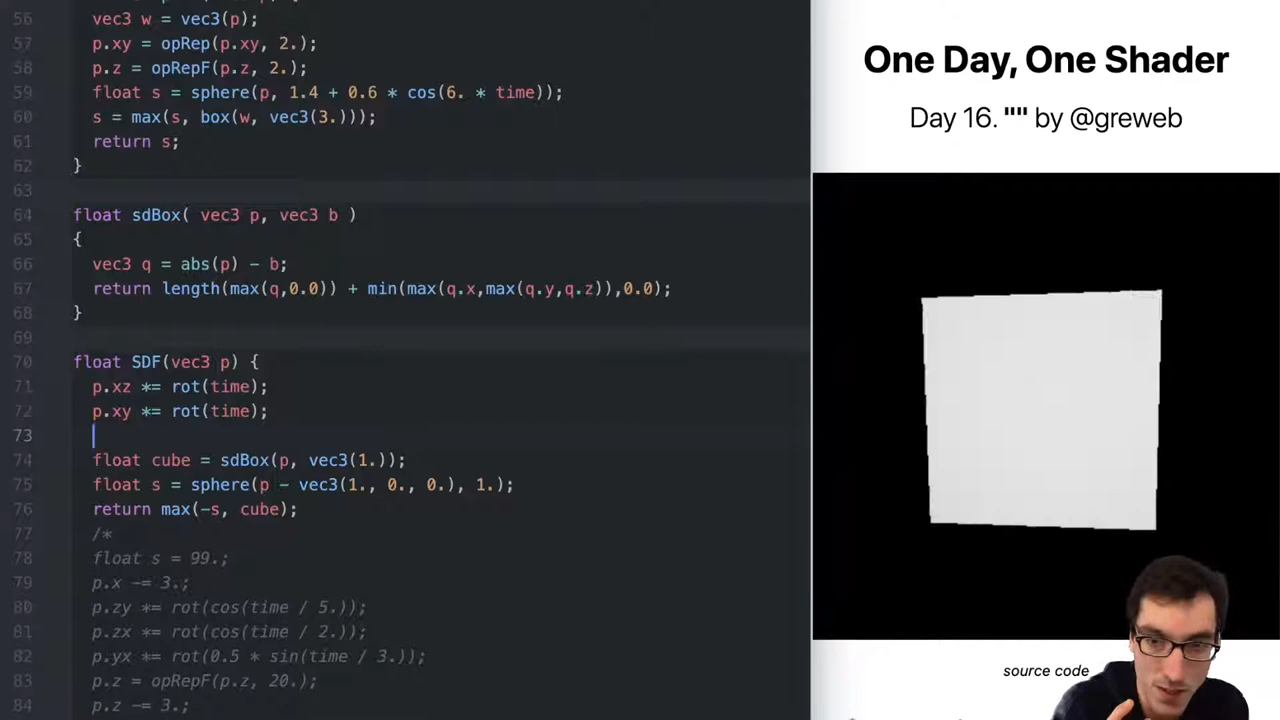 56 vec3 w = vec3(p);
57 p.xy = opRep(p.xy, 2.);
58 p.z = opRepF(p.z, 2.);
59 float s = sphere(p, 1.4 + 0.6 * cos(6. * time));
60 s = max(s, box(w, vec3(3.)));
61 return s;
62 }
63
64 float sdBox( vec3 p, vec3 b )
65 {
66 vec3 q = abs(p) - b;
67 return length(max(q,0.0)) + min(max(q.x,max(q.y,q.z)),0.0);
68 }
69
70 float SDF(vec3 p) {
71 p.xz *= rot(time);
72 p.xy *= rot(time);
73
74 float cube = sdBox(p, vec3(1.));
75 float s = sphere(p - vec3(1., 0., 0.), 1.);
76 return max(-s, cube);
77 /*
78 float s = 99.;
79 p.x -= 3.;
80 p.zy *= rot(cos(time / 5.));
81 p.zx *= rot(cos(time / 2.));
82 p.yx *= rot(0.5 * sin(time / 3.));
83 p.z = opRepF(p.z, 20.);
84 p.z -= 3.;
One Day, One Shader
Day 16. "" by @greweb
source code